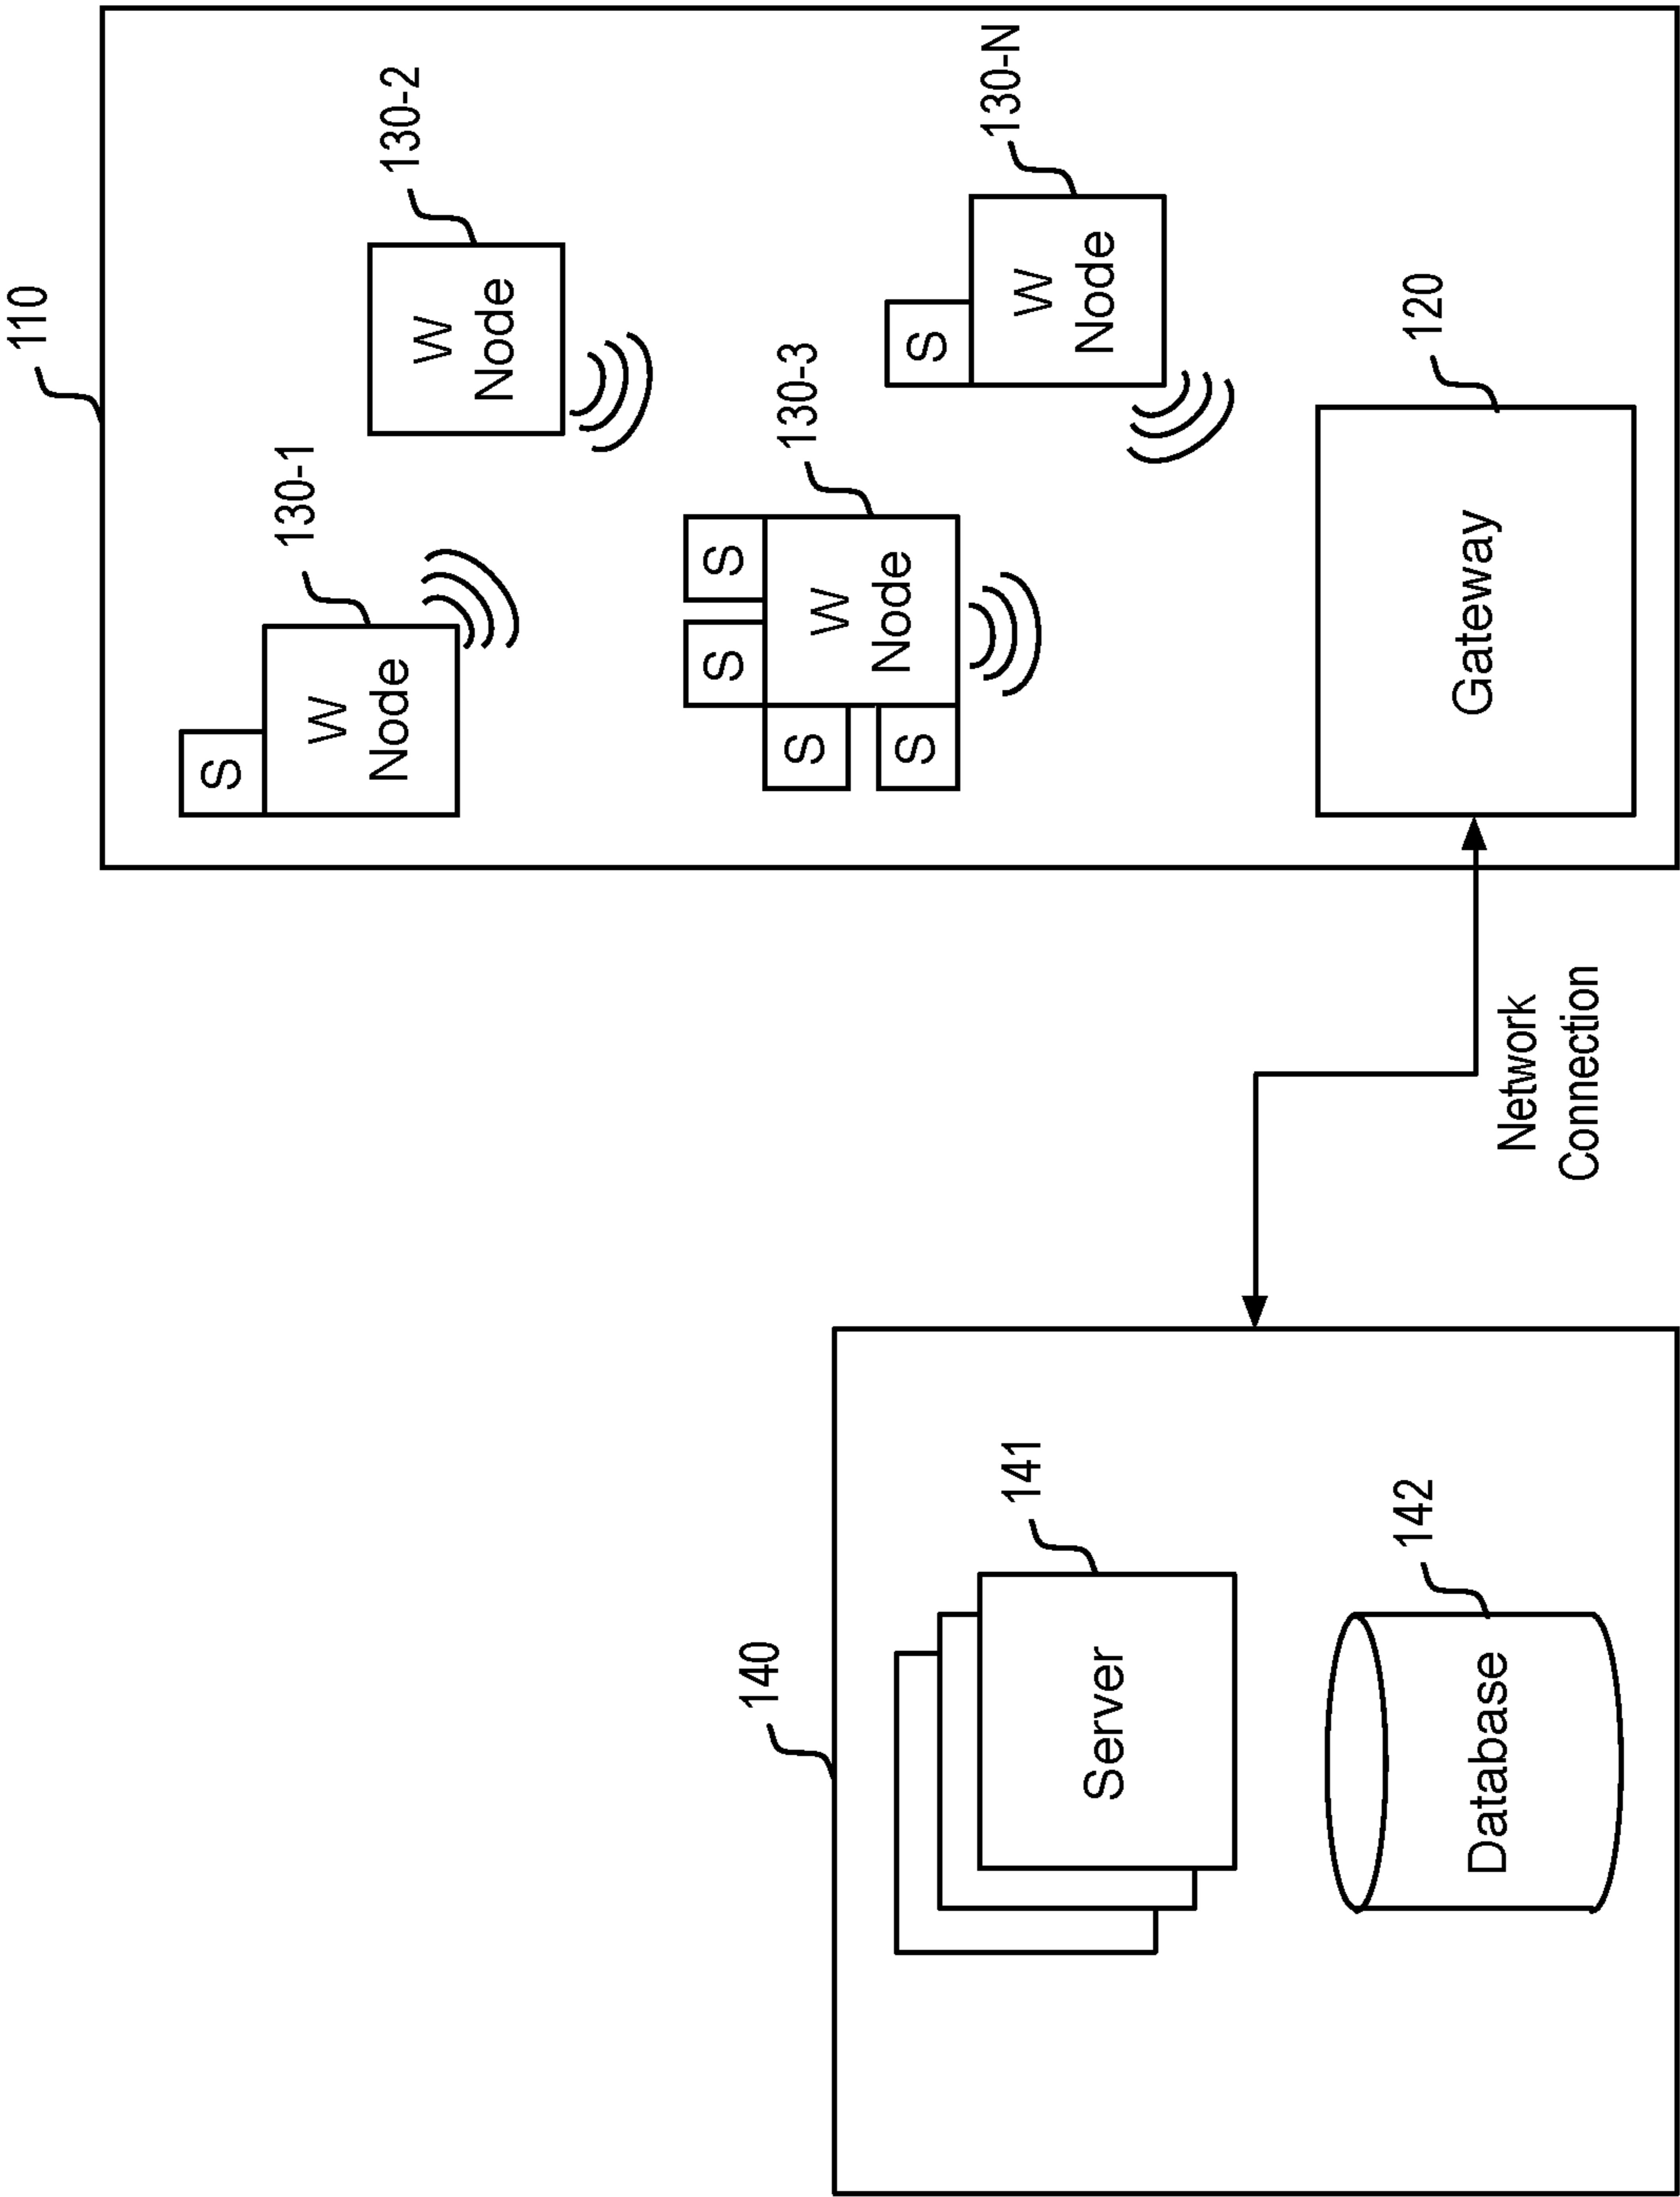 140
141
Server
142
Database
Network
Connection
110
S
W
Node
130-1
W
Node
130-2
S
S
S
S
W
Node
130-3
S
W
Node
130-N
Gateway
120